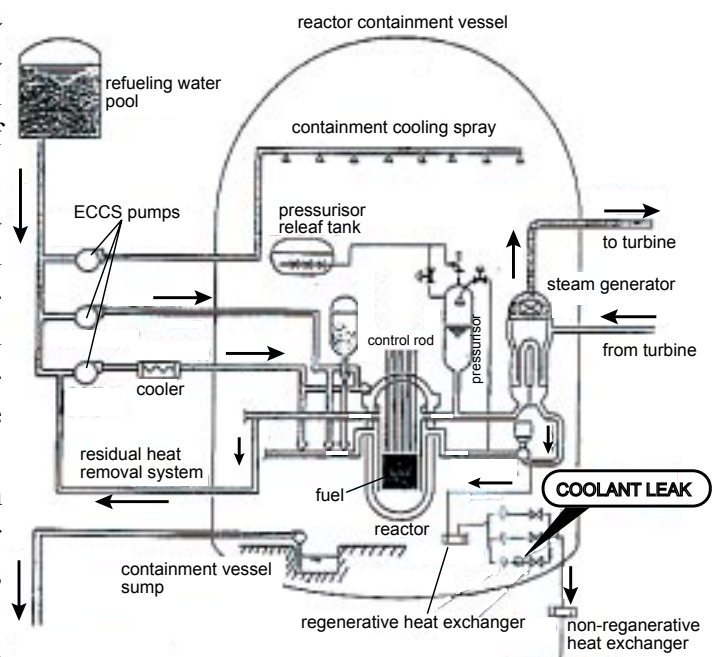 reactor containment vessel
refueling water
pool
containment cooling spray
ECCS pumps
pressurisor
releaf tank
to turbine
steam generator
control rod
pressurisor
from turbine
cooler
residual heat
removal system
fuel
COOLANT LEAK
reactor
containment vessel
sump
regenerative heat exchanger
non-reganerative
heat exchanger